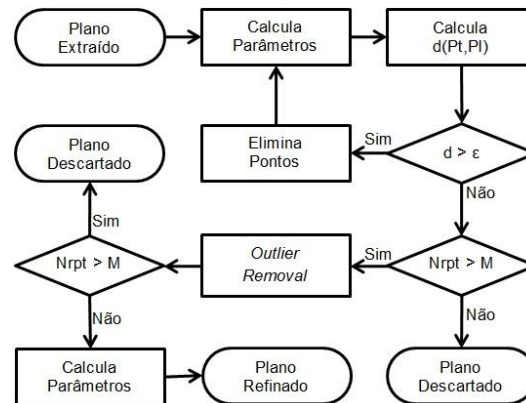 Plano
Extraído
Calcula
Parâmetros
Calcula
d(Pt,Pl)
Elimina
Pontos
Sim
d > ε
Não
Plano
Descartado
Sim
Nrpt > M
Outlier
Removal
Sim
Nrpt > M
Não
Não
Calcula
Parâmetros
Plano
Refinado
Plano
Descartado